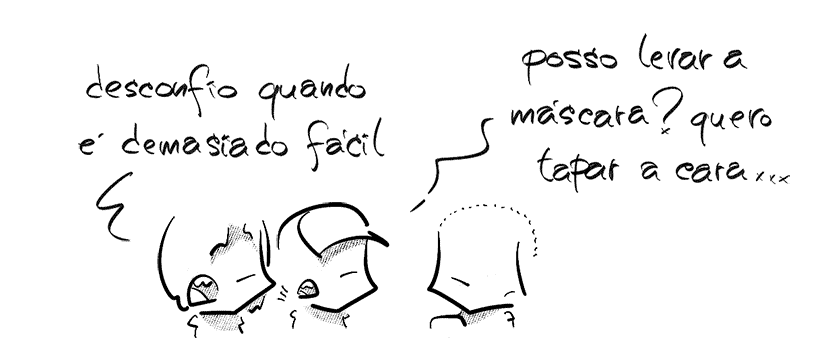 desconfio quando
é demasiado fácil
posso levar a
máscara? quero
tapar a cara...